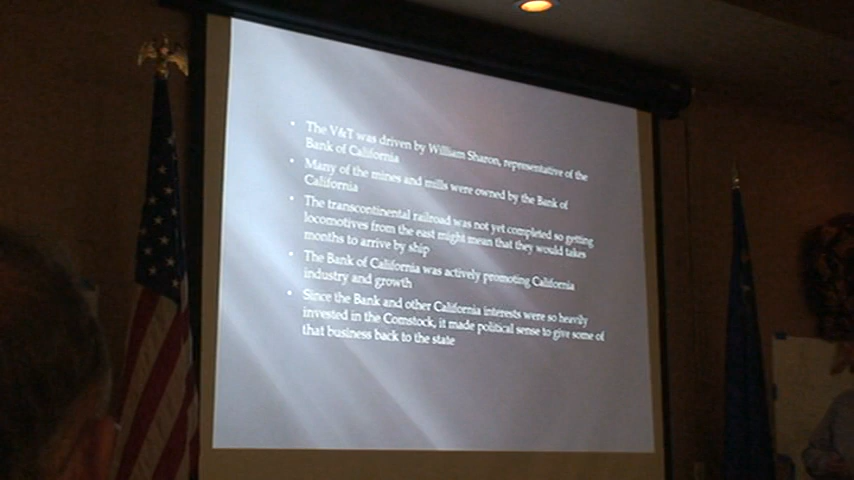 • The V&T was driven by William Sharon, representative of the
Bank of California
• Many of the mines and mills were owned by the Bank of
California
• The transcontinental railroad was not yet completed so getting
locomotives from the east might mean that they would takes
months to arrive by ship
• The Bank of California was actively promoting California
industry and growth
• Since the Bank and other California interests were so heavily
invested in the Comstock, it made political sense to give some of
that business back to the state